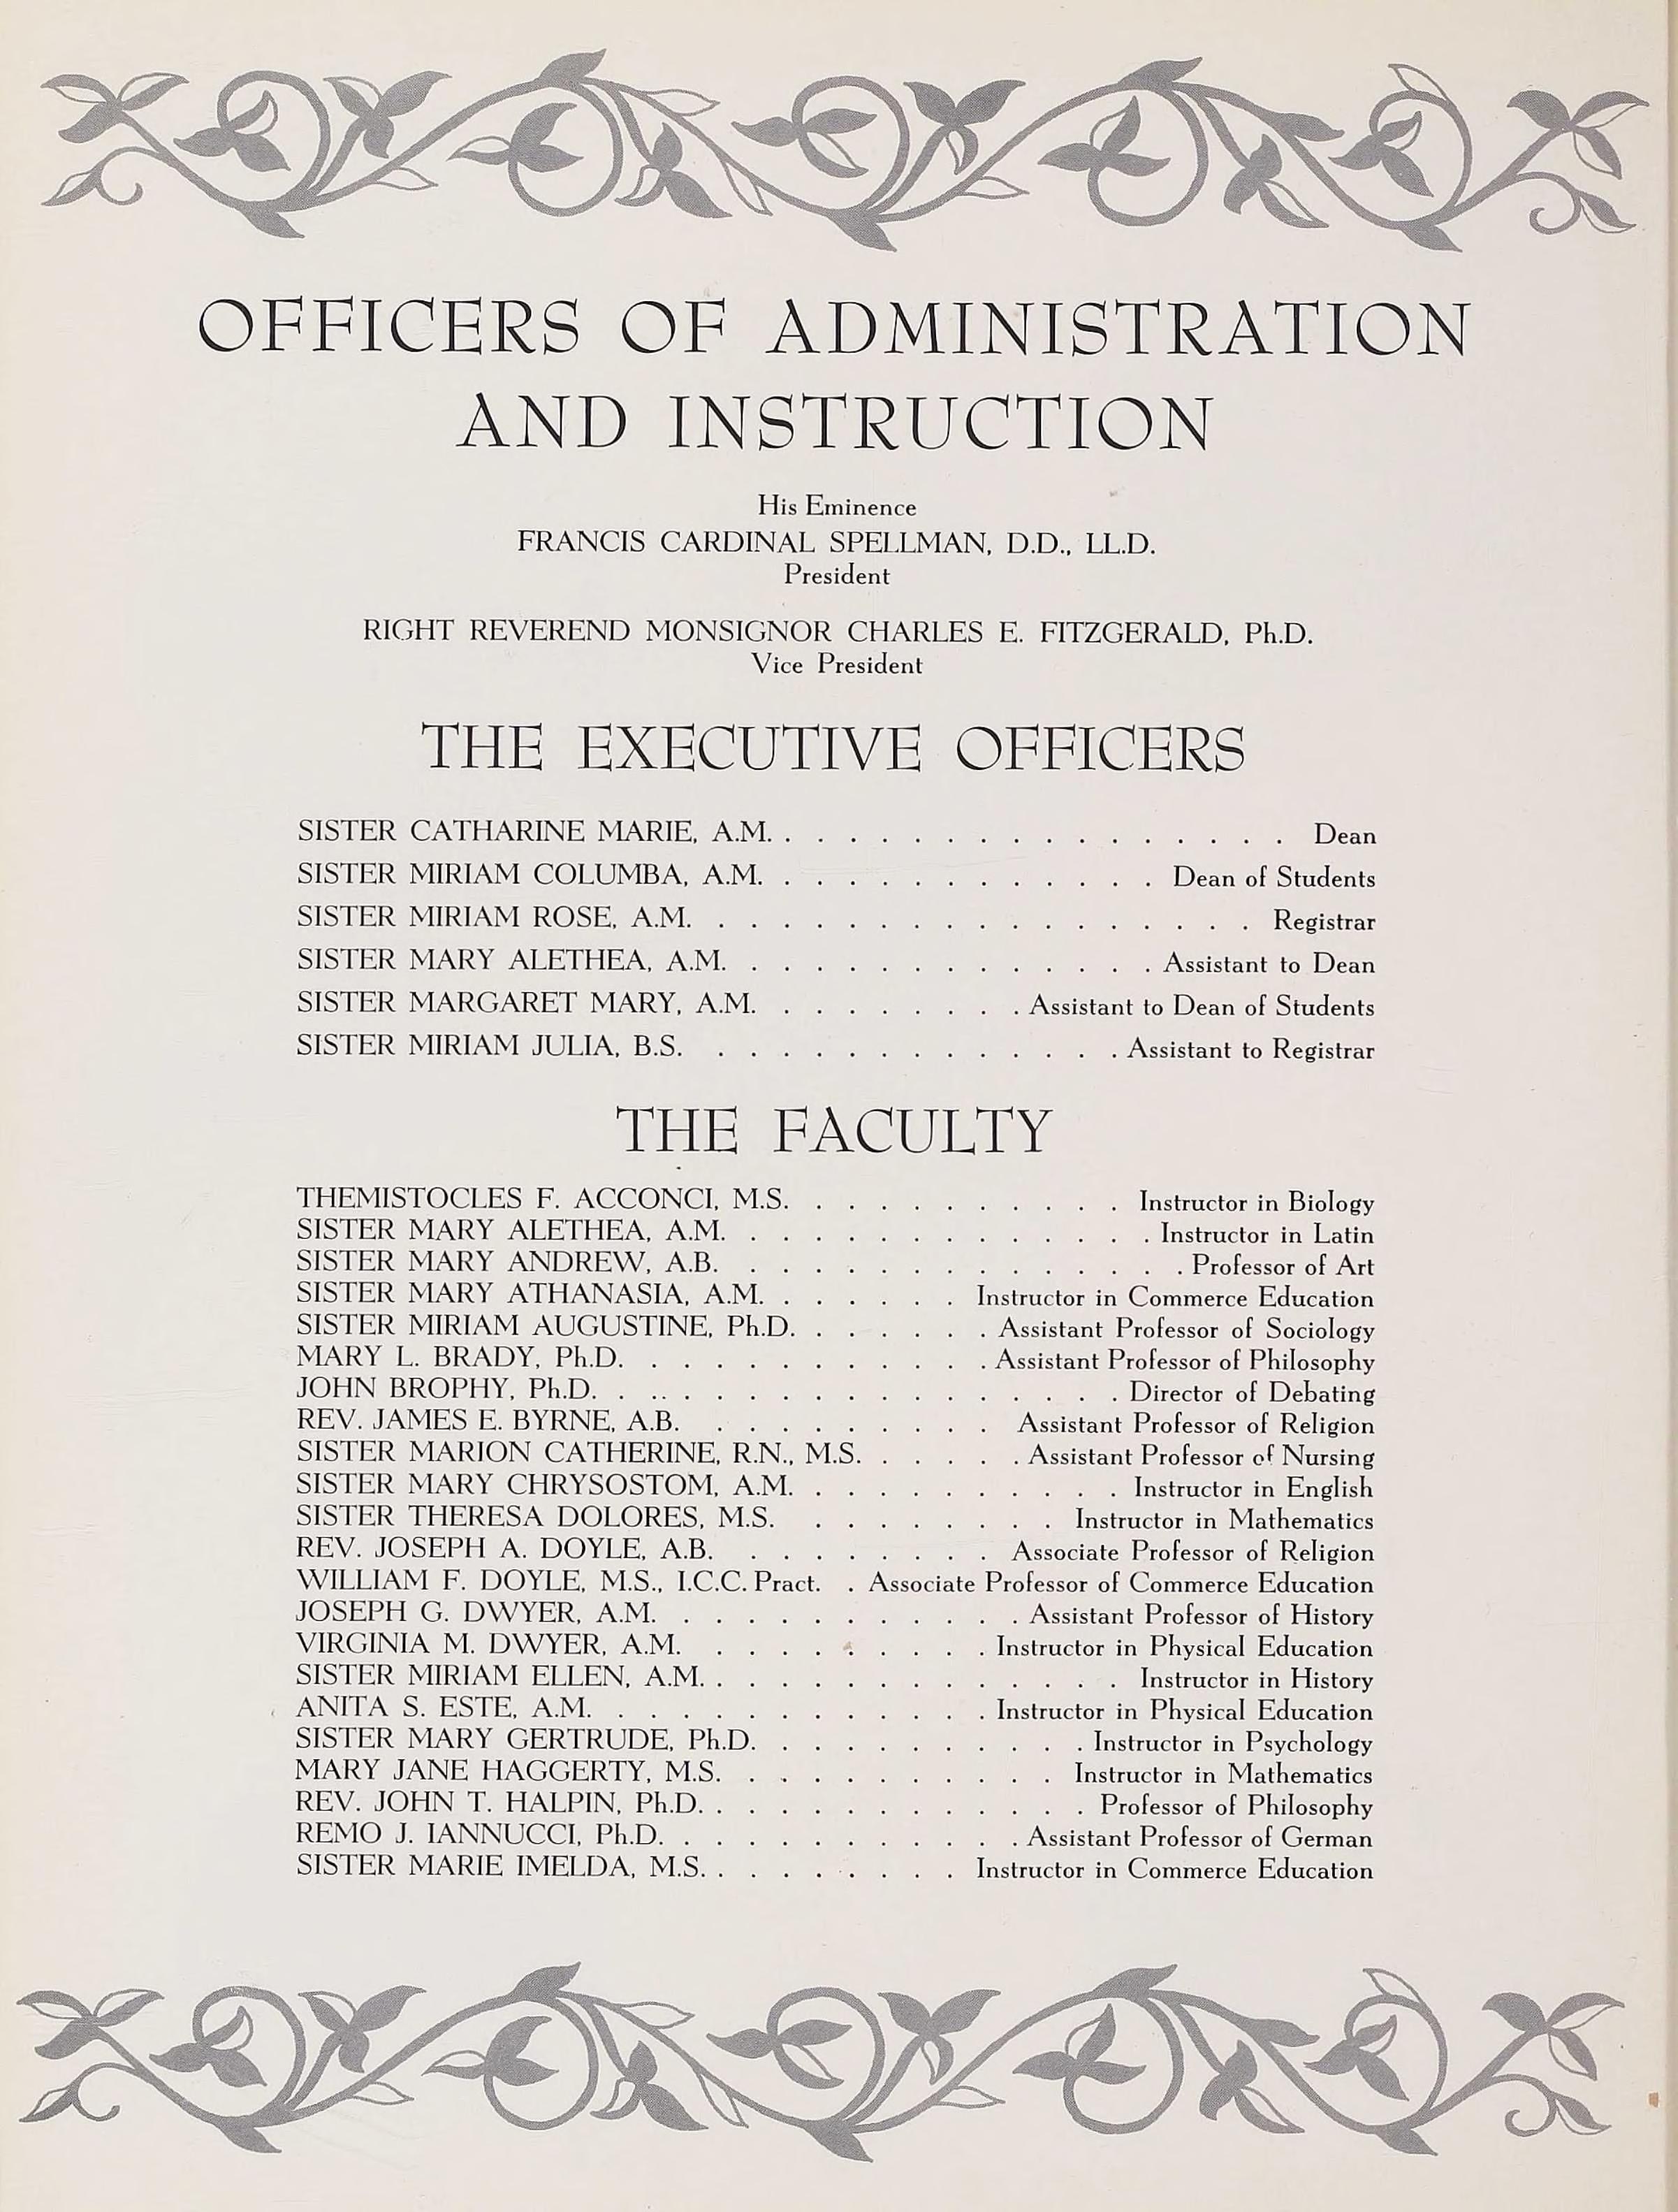 OFFICERS OF ADMINISTRATION
AND INSTRUCTION
His Eminence
FRANCIS CARDINAL SPELLMAN, D.D., LL.D.
President
RIGHT REVEREND MONSIGNOR CHARLES E. FITZGERALD, Ph.D.
Vice President
THE EXECUTIVE OFFICERS
SISTER CATHARINE MARIE, A.M. . . . . . . . . . . . . . . . . Dean
SISTER MIRIAM COLUMBA, A.M. . . . . . . . . . . . . Dean of Students
SISTER MIRIAM ROSE, A.M. . . . . . . . . . . . . . . . . . Registrar
SISTER MARY ALETHEA, A.M. . . . . . . . . . . . . . Assistant to Dean
SISTER MARGARET MARY, A.M. . . . . . . . . Assistant to Dean of Students
SISTER MIRIAM JULIA, B.S. . . . . . . . . . . . . . Assistant to Registrar
THE FACULTY
THEMISTOCLES F. ACCONCI, M.S. . . . . . . . . . . Instructor in Biology
SISTER MARY ALETHEA, A.M. . . . . . . . . . . . . . Instructor in Latin
SISTER MARY ANDREW, A.B. . . . . . . . . . . . . . . Professor of Art
SISTER MARY ATHANASIA, A.M. . . . . . . Instructor in Commerce Education
SISTER MIRIAM AUGUSTINE, Ph.D. . . . . . . Assistant Professor of Sociology
MARY L. BRADY, Ph.D. . . . . . . . . . . . Assistant Professor of Philosophy
JOHN BROPHY, Ph.D. . . . . . . . . . . . . . . . . Director of Debating
REV. JAMES E. BYRNE, A.B. . . . . . . . . . Assistant Professor of Religion
SISTER MARION CATHERINE, R.N., M.S. . . . . . Assistant Professor of Nursing
SISTER MARY CHRYSOSTOM, A.M. . . . . . . . . . . Instructor in English
SISTER THERESA DOLORES, M.S. . . . . . . . . Instructor in Mathematics
REV. JOSEPH A. DOYLE, A.B. . . . . . . . . Associate Professor of Religion
WILLIAM F. DOYLE, M.S., I.C.C. Pract. . Associate Professor of Commerce Education
JOSEPH G. DWYER, A.M. . . . . . . . . . . . Assistant Professor of History
VIRGINIA M. DWYER, A.M. . . . . . . . . . Instructor in Physical Education
SISTER MIRIAM ELLEN, A.M. . . . . . . . . . . . . . Instructor in History
ANITA S. ESTE, A.M. . . . . . . . . . . . . Instructor in Physical Education
SISTER MARY GERTRUDE, Ph.D. . . . . . . . . . . Instructor in Psychology
MARY JANE HAGGERTY, M.S. . . . . . . . . . . Instructor in Mathematics
REV. JOHN T. HALPIN, Ph.D. . . . . . . . . . . . . Professor of Philosophy
REMO J. IANNUCCI, Ph.D. . . . . . . . . . . . Assistant Professor of German
SISTER MARIE IMELDA, M.S. . . . . . . . . Instructor in Commerce Education